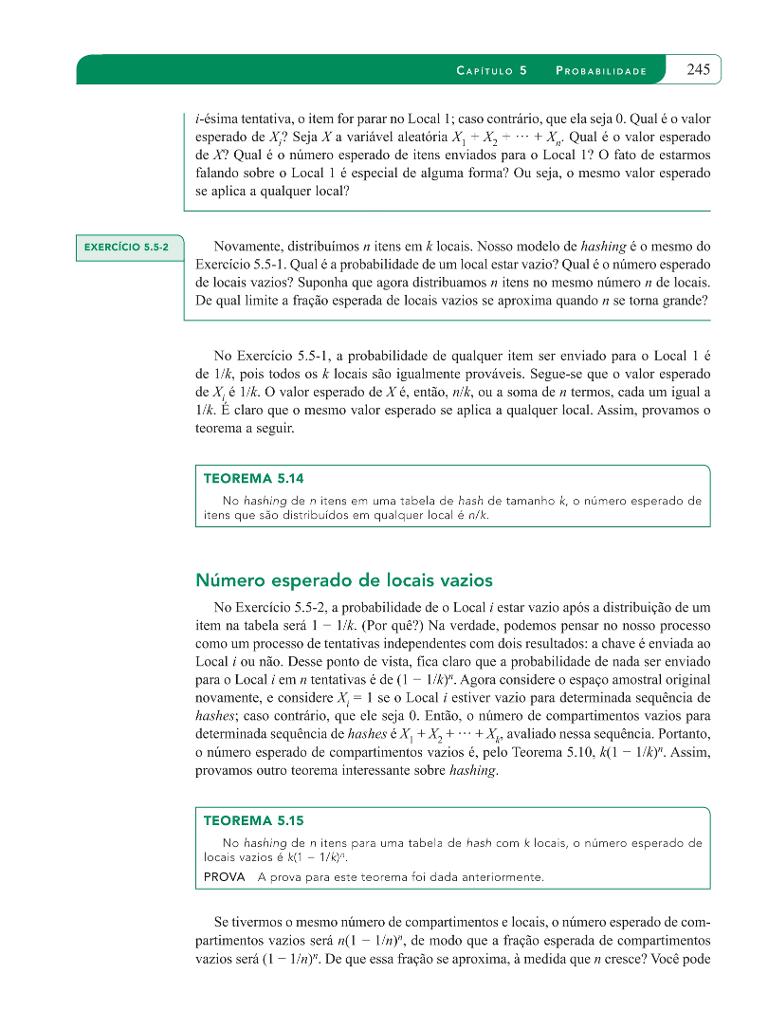 CAPÍTULO 5 PROBABILIDADE 245
i-ésima tentativa, o item for parar no Local 1; caso contrário, que ela seja 0. Qual é o valor
esperado de Xᵢ? Seja X a variável aleatória X₁ + X₂ + ··· + Xₙ. Qual é o valor esperado
de X? Qual é o número esperado de itens enviados para o Local 1? O fato de estarmos
falando sobre o Local 1 é especial de alguma forma? Ou seja, o mesmo valor esperado
se aplica a qualquer local?
EXERCÍCIO 5.5-2
Novamente, distribuímos n itens em k locais. Nosso modelo de hashing é o mesmo do
Exercício 5.5-1. Qual é a probabilidade de um local estar vazio? Qual é o número esperado
de locais vazios? Suponha que agora distribuamos n itens no mesmo número n de locais.
De qual limite a fração esperada de locais vazios se aproxima quando n se torna grande?
No Exercício 5.5-1, a probabilidade de qualquer item ser enviado para o Local 1 é
de 1/k, pois todos os k locais são igualmente prováveis. Segue-se que o valor esperado
de Xᵢ é 1/k. O valor esperado de X é, então, n/k, ou a soma de n termos, cada um igual a
1/k. É claro que o mesmo valor esperado se aplica a qualquer local. Assim, provamos o
teorema a seguir.
TEOREMA 5.14
No hashing de n itens em uma tabela de hash de tamanho k, o número esperado de
itens que são distribuídos em qualquer local é n/k.
Número esperado de locais vazios
No Exercício 5.5-2, a probabilidade de o Local i estar vazio após a distribuição de um
item na tabela será 1 − 1/k. (Por quê?) Na verdade, podemos pensar no nosso processo
como um processo de tentativas independentes com dois resultados: a chave é enviada ao
Local i ou não. Desse ponto de vista, fica claro que a probabilidade de nada ser enviado
para o Local i em n tentativas é de (1 − 1/k)ⁿ. Agora considere o espaço amostral original
novamente, e considere Xᵢ = 1 se o Local i estiver vazio para determinada sequência de
hashes; caso contrário, que ele seja 0. Então, o número de compartimentos vazios para
determinada sequência de hashes é X₁ + X₂ + ··· + Xₖ, avaliado nessa sequência. Portanto,
o número esperado de compartimentos vazios é, pelo Teorema 5.10, k(1 − 1/k)ⁿ. Assim,
provamos outro teorema interessante sobre hashing.
TEOREMA 5.15
No hashing de n itens para uma tabela de hash com k locais, o número esperado de
locais vazios é k(1 − 1/k)ⁿ.
PROVA A prova para este teorema foi dada anteriormente.
Se tivermos o mesmo número de compartimentos e locais, o número esperado de com-
partimentos vazios será n(1 − 1/n)ⁿ, de modo que a fração esperada de compartimentos
vazios será (1 − 1/n)ⁿ. De que essa fração se aproxima, à medida que n cresce? Você pode